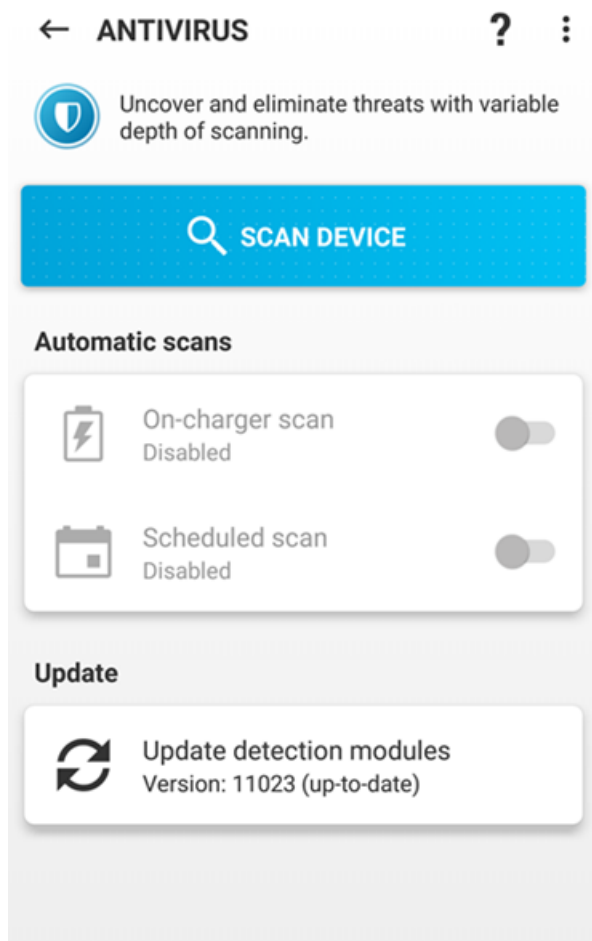 ANTIVIRUS ?
Uncover and eliminate threats with variable
depth of scanning.
SCAN DEVICE
Automatic scans
On-charger scan
Disabled
Scheduled scan
Disabled
Update
Update detection modules
Version: 11023 (up-to-date)